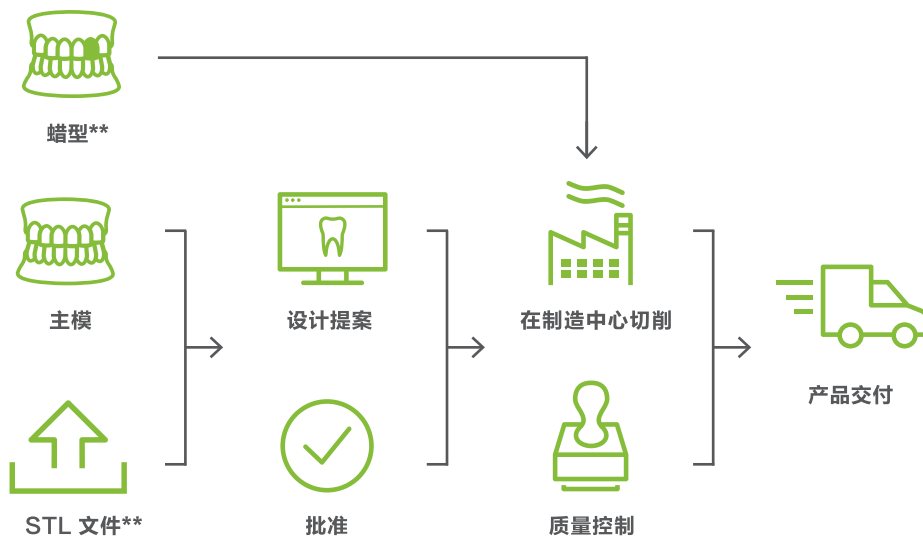 蜡型**
主模
设计提案
在制造中心切削
产品交付
STL 文件**
批准
质量控制